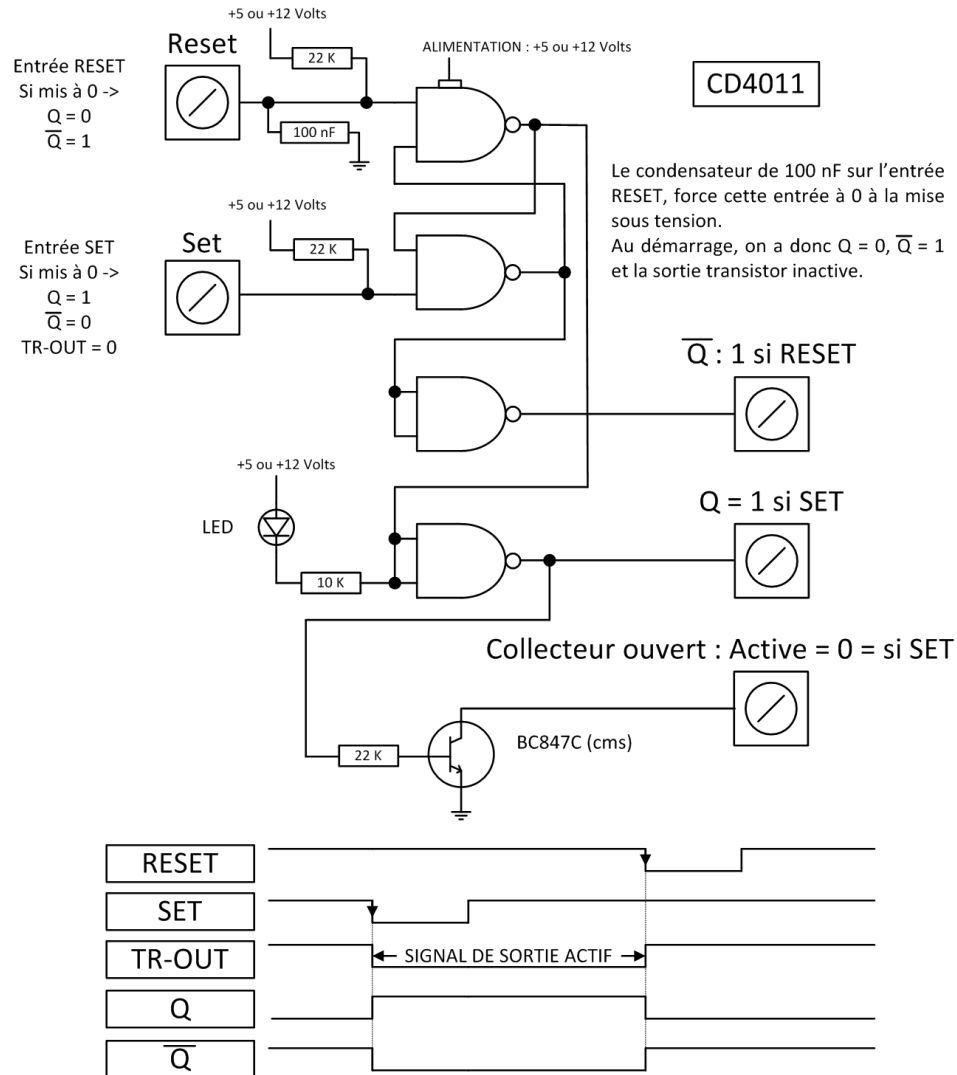 +5 ou +12 Volts
Reset
22 K
ALIMENTATION : +5 ou +12 Volts
CD4011
Entrée RESET
Si mis à 0 ->
Q = 0
Q̅ = 1
100 nF
Le condensateur de 100 nF sur l'entrée
RESET, force cette entrée à 0 à la mise
sous tension.
Au démarrage, on a donc Q = 0, Q̅ = 1
et la sortie transistor inactive.
+5 ou +12 Volts
Set
22 K
Entrée SET
Si mis à 0 ->
Q = 1
Q̅ = 0
TR-OUT = 0
Q̅ : 1 si RESET
+5 ou +12 Volts
LED
10 K
Q = 1 si SET
Collecteur ouvert : Active = 0 = si SET
BC847C (cms)
22 K
RESET
SET
TR-OUT
SIGNAL DE SORTIE ACTIF
Q
Q̅